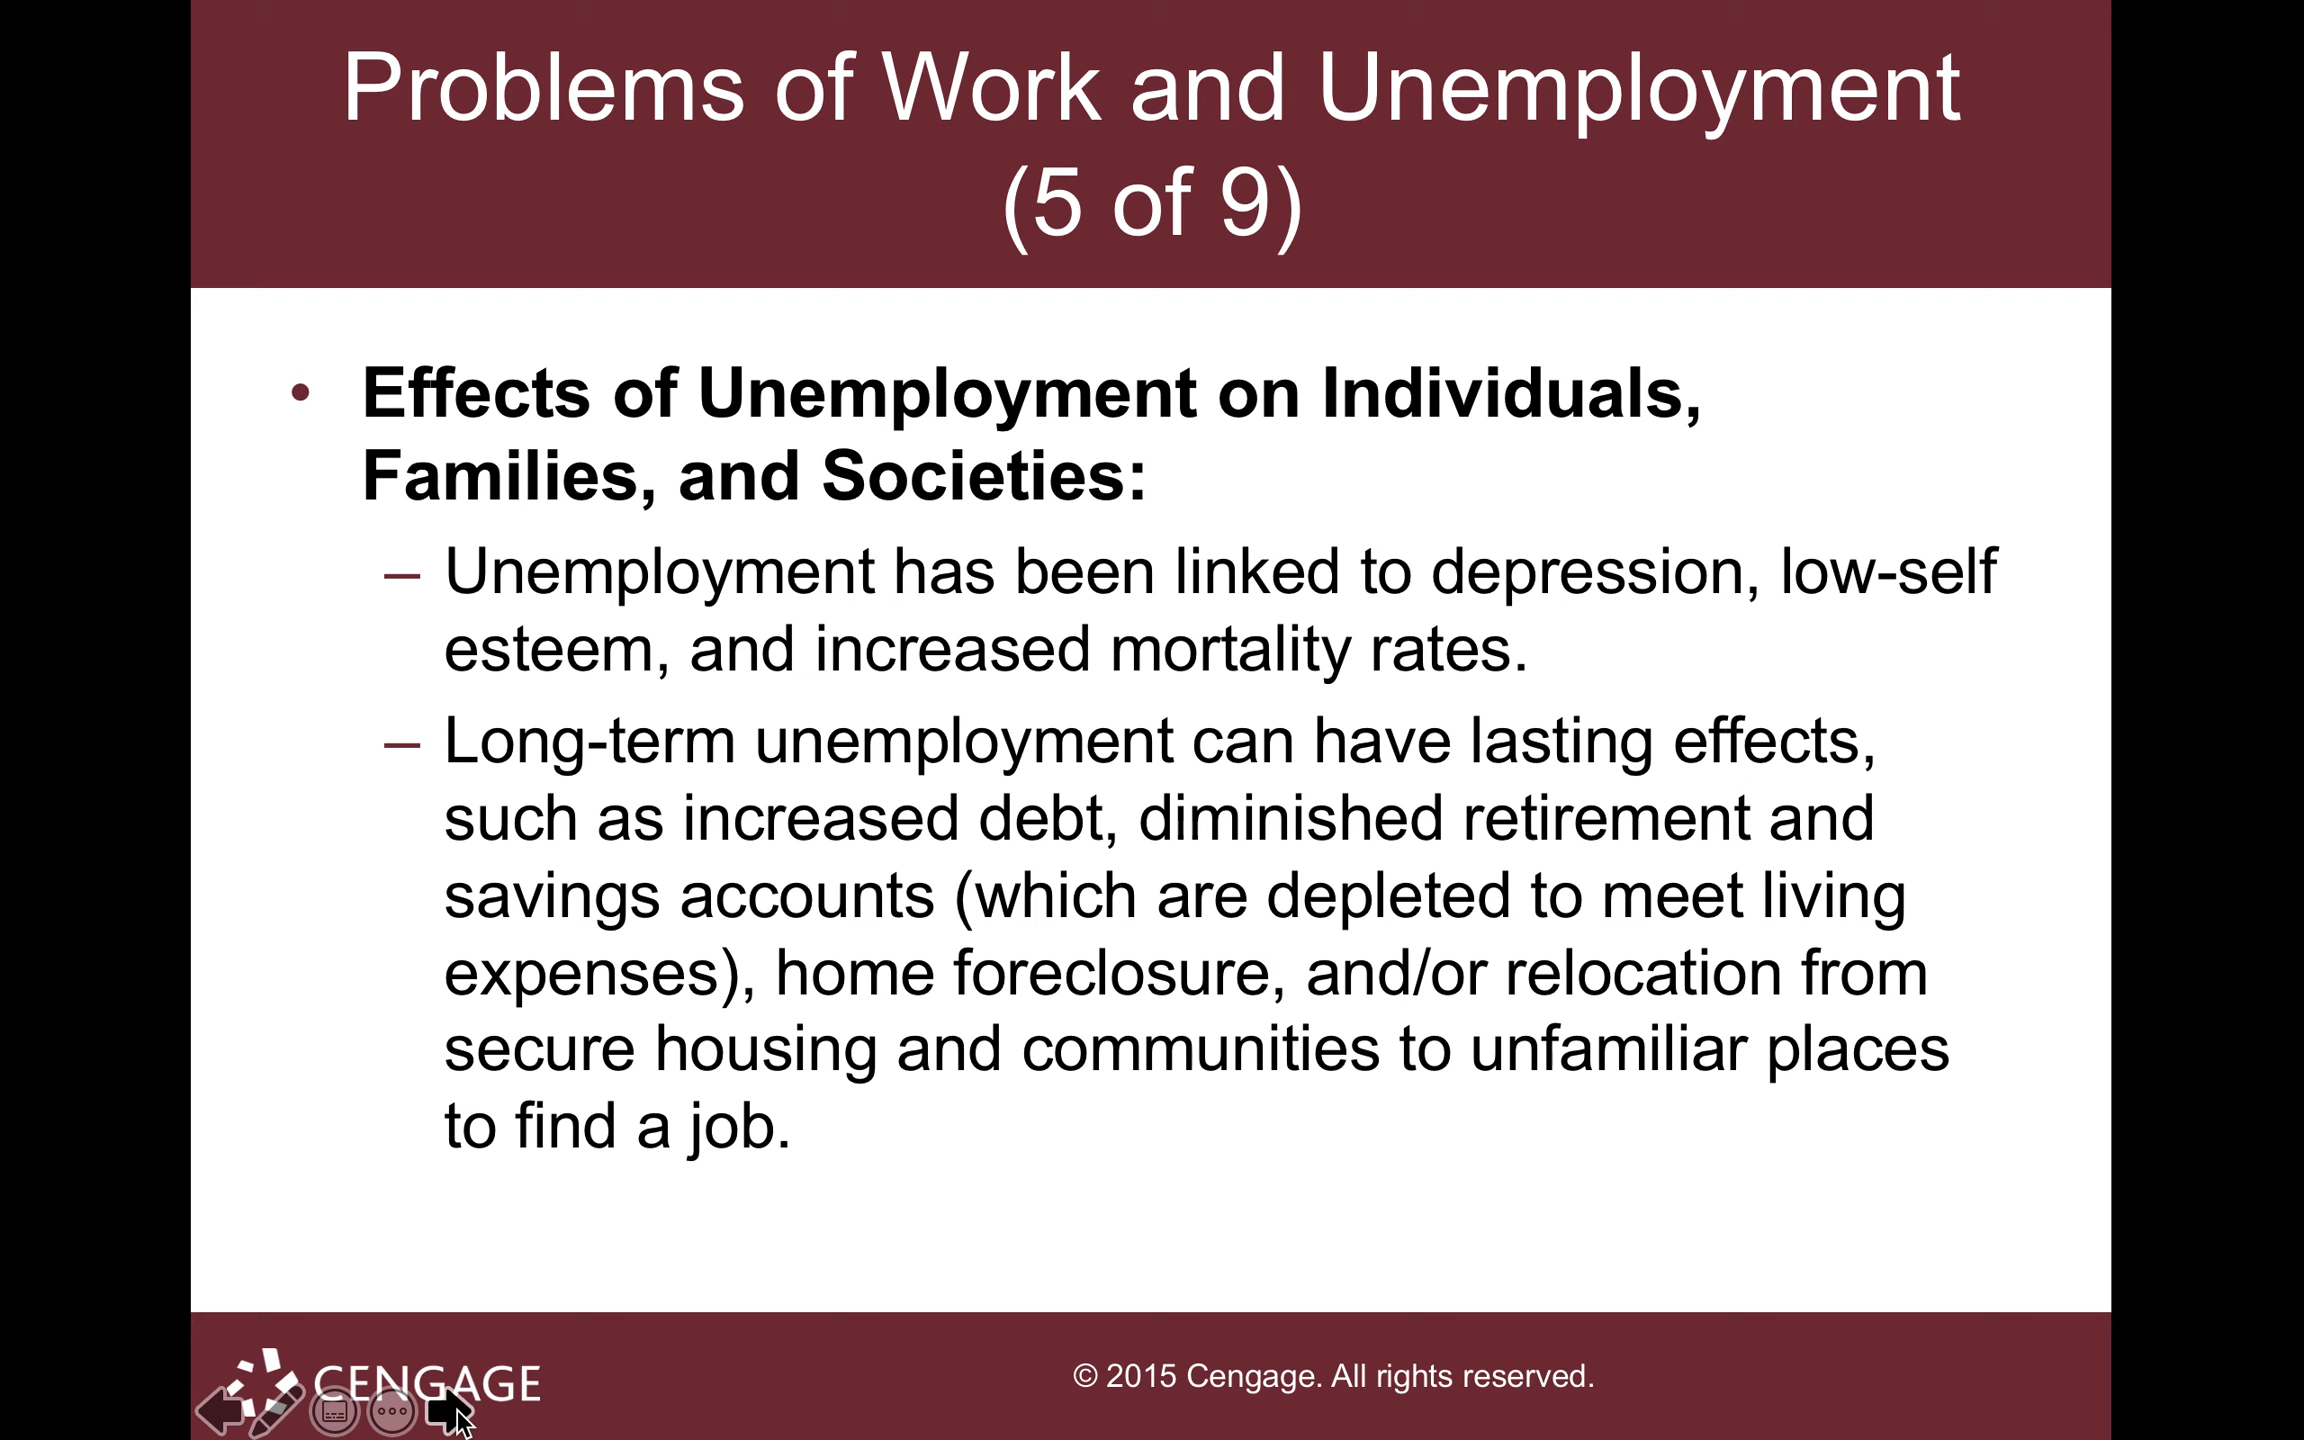 Problems of Work and Unemployment
(5 of 9)
• Effects of Unemployment on Individuals,
Families, and Societies:
– Unemployment has been linked to depression, low-self
esteem, and increased mortality rates.
– Long-term unemployment can have lasting effects,
such as increased debt, diminished retirement and
savings accounts (which are depleted to meet living
expenses), home foreclosure, and/or relocation from
secure housing and communities to unfamiliar places
to find a job.
CENGAGE
© 2015 Cengage. All rights reserved.